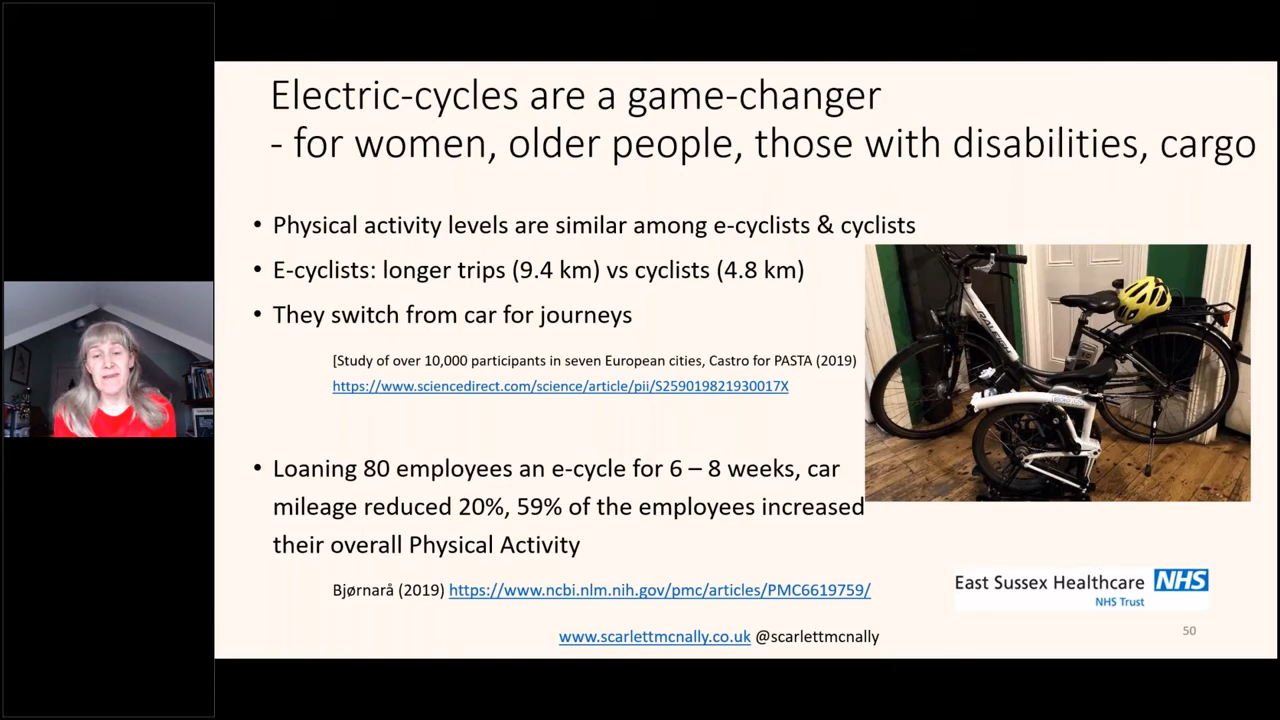 Electric-cycles are a game-changer
- for women, older people, those with disabilities, cargo
• Physical activity levels are similar among e-cyclists & cyclists
• E-cyclists: longer trips (9.4 km) vs cyclists (4.8 km)
• They switch from car for journeys
[Study of over 10,000 participants in seven European cities, Castro for PASTA (2019)
https://www.sciencedirect.com/science/article/pii/S259019821930017X
RALEIGH
• Loaning 80 employees an e-cycle for 6 – 8 weeks, car
mileage reduced 20%, 59% of the employees increased
their overall Physical Activity
Bjørnarå (2019) https://www.ncbi.nlm.nih.gov/pmc/articles/PMC6619759/
East Sussex Healthcare NHS
NHS Trust
www.scarlettmcnally.co.uk @scarlettmcnally
50